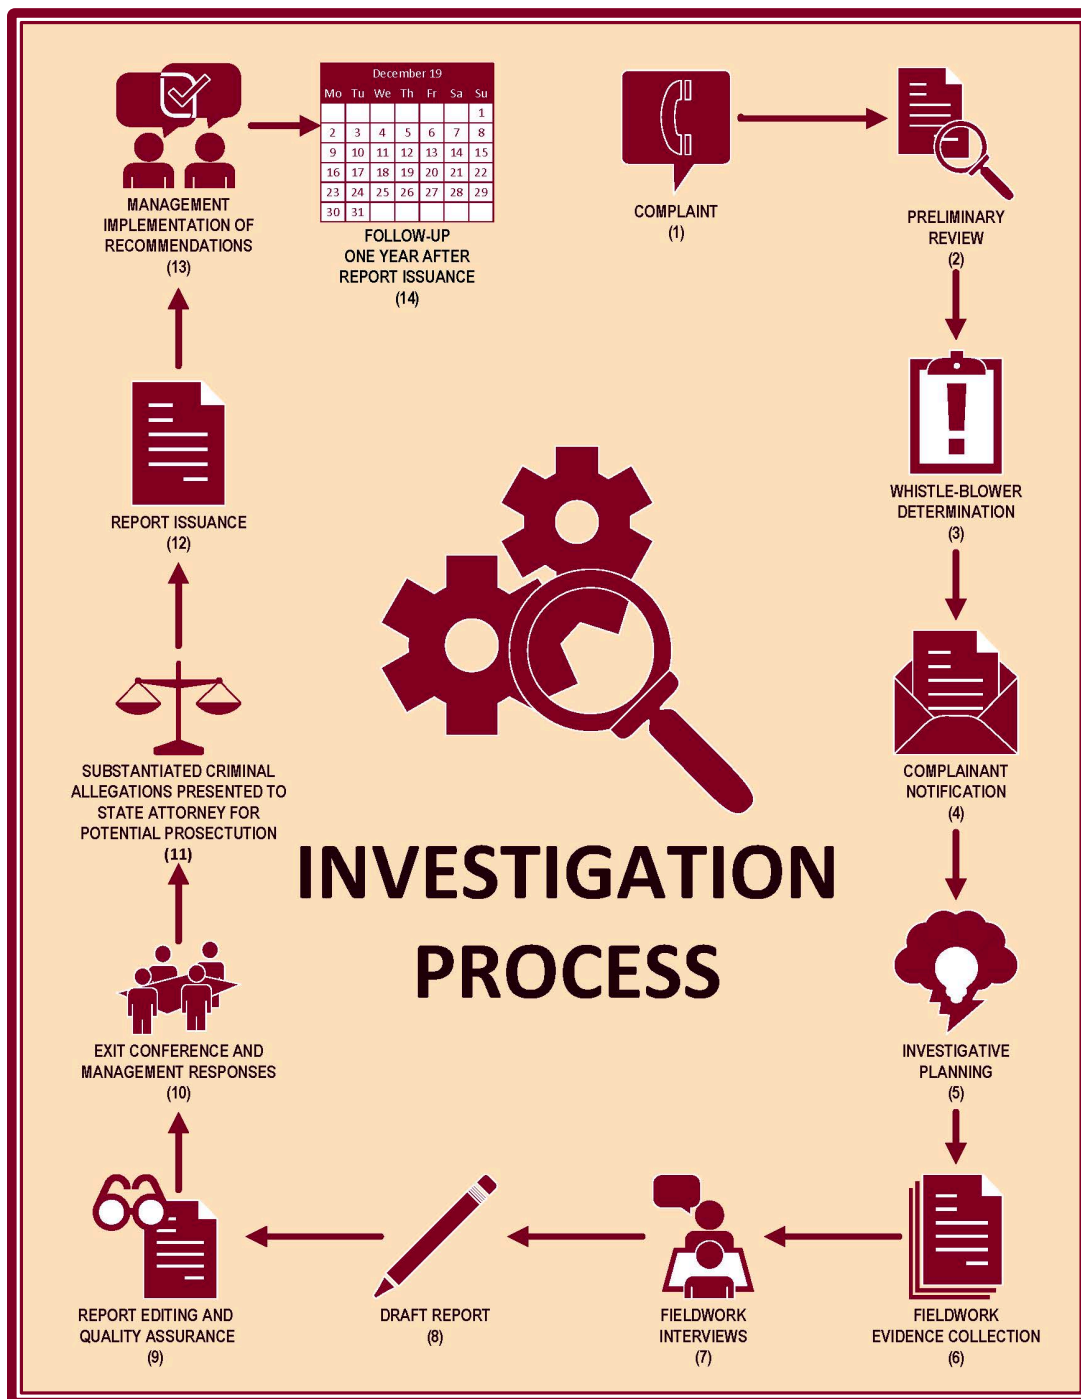 COMPLAINT
(1)
PRELIMINARY
REVIEW
(2)
WHISTLE-BLOWER
DETERMINATION
(3)
COMPLAINANT
NOTIFICATION
(4)
INVESTIGATIVE
PLANNING
(5)
FIELDWORK
EVIDENCE COLLECTION
(6)
FIELDWORK
INTERVIEWS
(7)
DRAFT REPORT
(8)
REPORT EDITING AND
QUALITY ASSURANCE
(9)
EXIT CONFERENCE AND
MANAGEMENT RESPONSES
(10)
SUBSTANTIATED CRIMINAL
ALLEGATIONS PRESENTED TO
STATE ATTORNEY FOR
POTENTIAL PROSECTUTION
(11)
REPORT ISSUANCE
(12)
MANAGEMENT
IMPLEMENTATION OF
RECOMMENDATIONS
(13)
December 19
Mo Tu We Th Fr Sa Su
1
2 3 4 5 6 7 8
9 10 11 12 13 14 15
16 17 18 19 20 21 22
23 24 25 26 27 28 29
30 31
FOLLOW-UP
ONE YEAR AFTER
REPORT ISSUANCE
(14)
INVESTIGATION
PROCESS